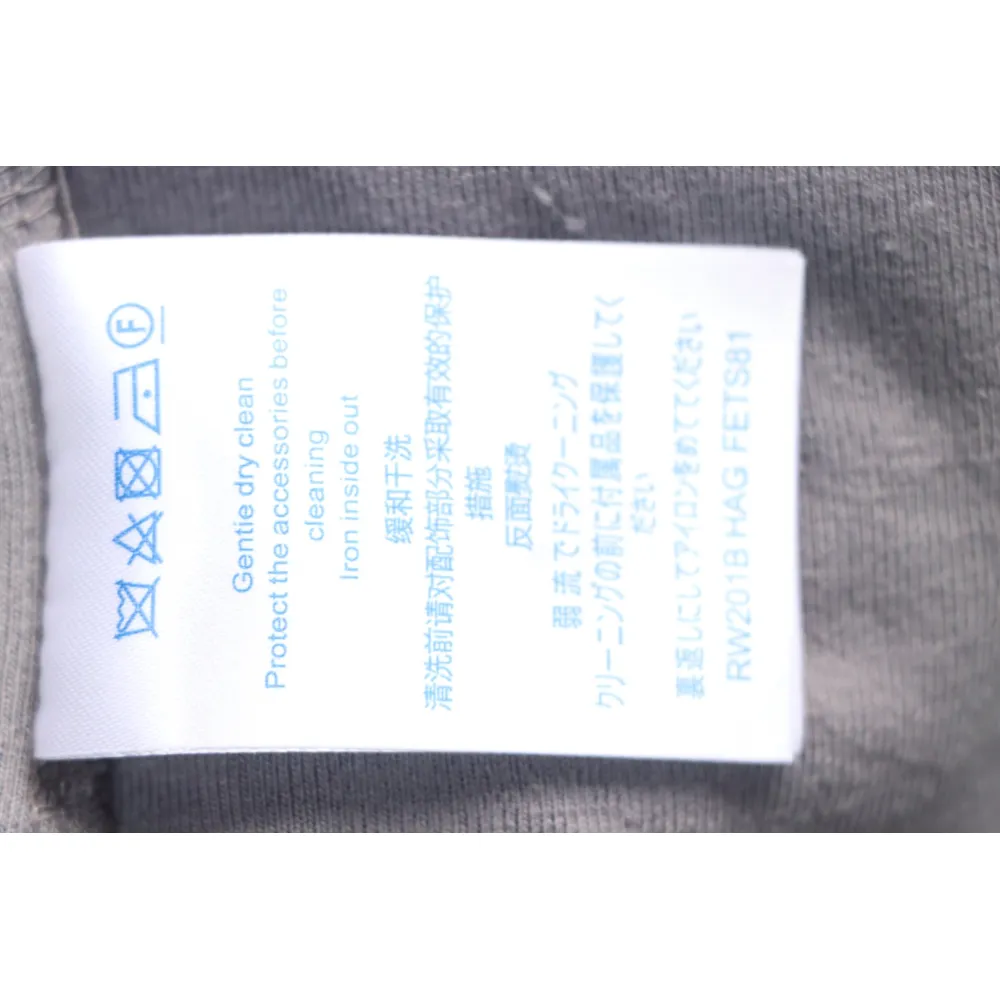 F
Gentie dry clean
Protect the accessories before
cleaning
Iron inside out
缓和干洗
清洗前请对配饰部分采取有效的保护
措施
反面熨烫
弱流でドライクーニング
クリーニングの前に付属品を保護してく
ださい
裏返しにしてアイロンをめててください
RW201B HAG FETS81